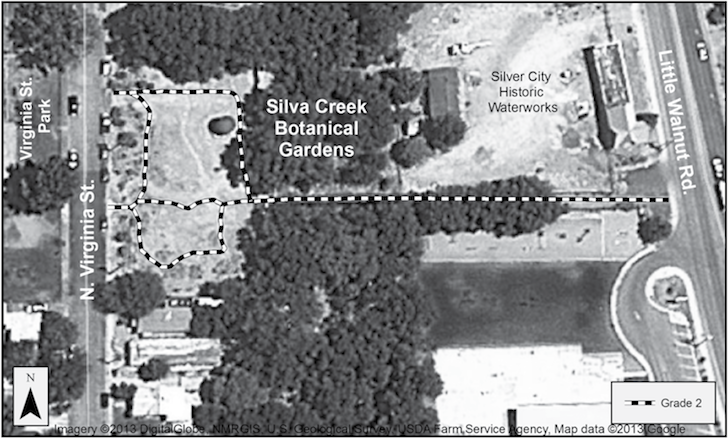 Virginia St.
Park
N. Virginia St.
Silva Creek
Botanical
Gardens
Silver City
Historic
Waterworks
Little Walnut Rd.
N
Grade 2
Imagery ©2013 DigitalGlobe, NMRGIS, U.S. Geological Survey, USDA Farm Service Agency, Map data ©2013 Google